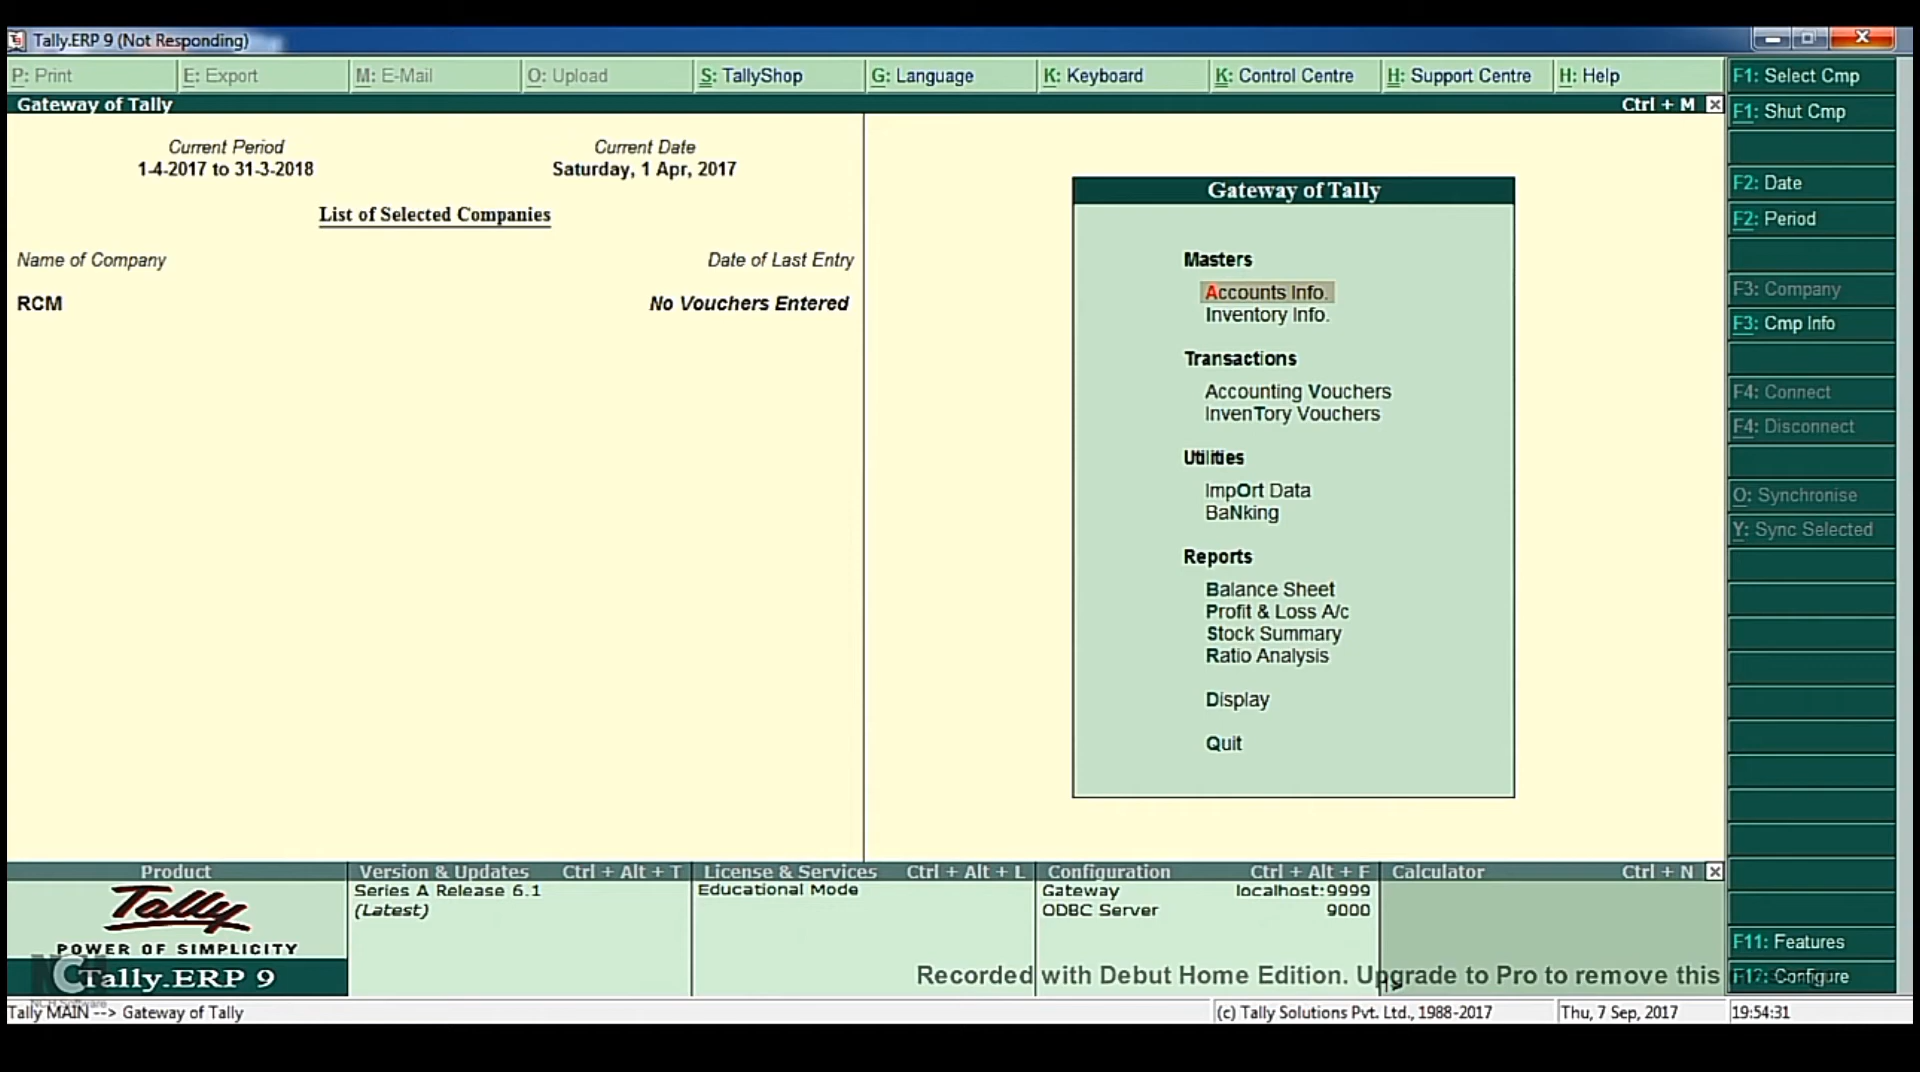 Tally.ERP 9 (Not Responding)
P: Print
E: Export
M: E-Mail
O: Upload
S: TallyShop
G: Language
K: Keyboard
K: Control Centre
H: Support Centre
H: Help
F1: Select Cmp
Gateway of Tally
Ctrl + M
F1: Shut Cmp
F2: Date
F2: Period
F3: Company
F3: Cmp Info
F4: Connect
F4: Disconnect
O: Synchronise
Y: Sync Selected
F11: Features
F12: Configure
Current Period
1-4-2017 to 31-3-2018
Current Date
Saturday, 1 Apr, 2017
List of Selected Companies
Name of Company
Date of Last Entry
RCM
No Vouchers Entered
Gateway of Tally
Masters
Accounts Info.
Inventory Info.
Transactions
Accounting Vouchers
InvenTory Vouchers
Utilities
ImpOrt Data
BaNking
Reports
Balance Sheet
Profit & Loss A/c
Stock Summary
Ratio Analysis
Display
Quit
Product
Tally
POWER OF SIMPLICITY
Tally.ERP 9
NCH Software
Version & Updates Ctrl + Alt + T
Series A Release 6.1
(Latest)
License & Services Ctrl + Alt + L
Educational Mode
Configuration Ctrl + Alt + F
Gateway localhost:9999
ODBC Server 9000
Calculator Ctrl + N
Recorded with Debut Home Edition. Upgrade to Pro to remove this
Tally MAIN --> Gateway of Tally
(c) Tally Solutions Pvt. Ltd., 1988-2017
Thu, 7 Sep, 2017
19:54:31